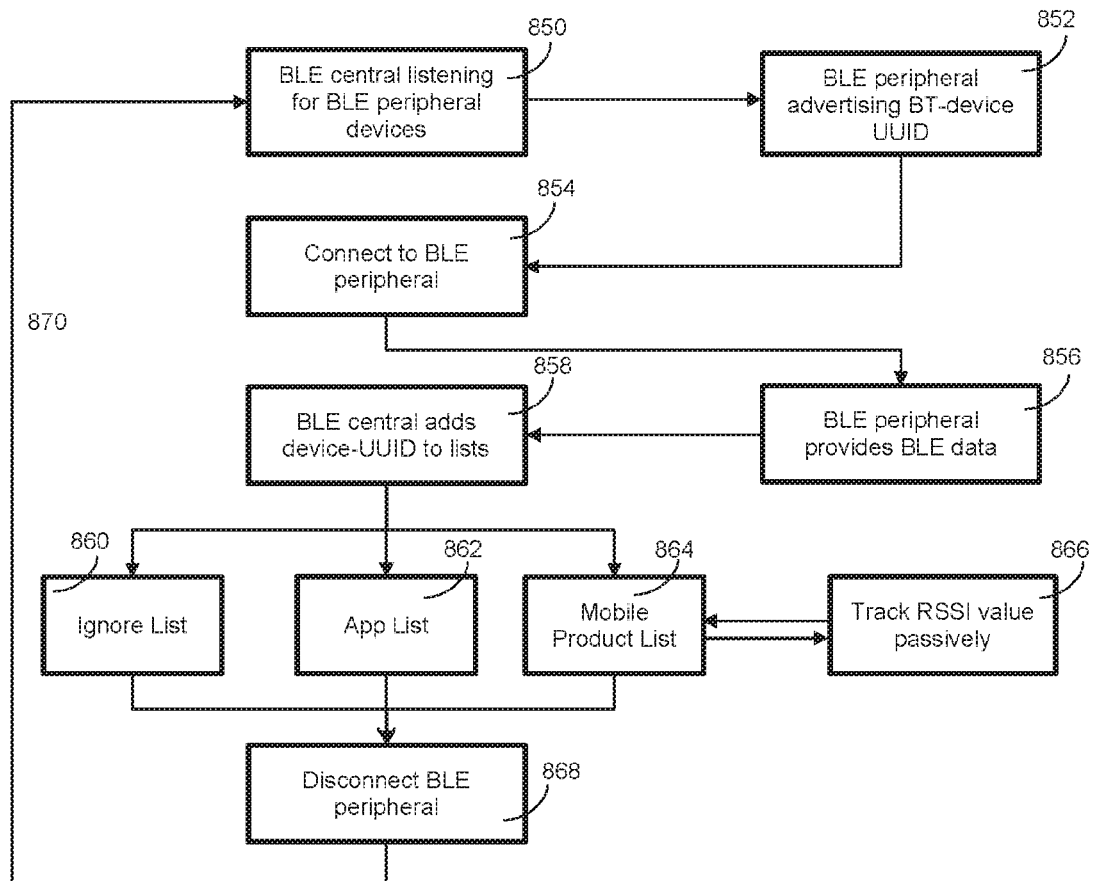 850
BLE central listening
for BLE peripheral
devices
852
BLE peripheral
advertising BT-device
UUID
854
Connect to BLE
peripheral
870
856
BLE peripheral
provides BLE data
858
BLE central adds
device-UUID to lists
860
Ignore List
862
App List
864
Mobile
Product List
866
Track RSSI value
passively
Disconnect BLE
peripheral
868